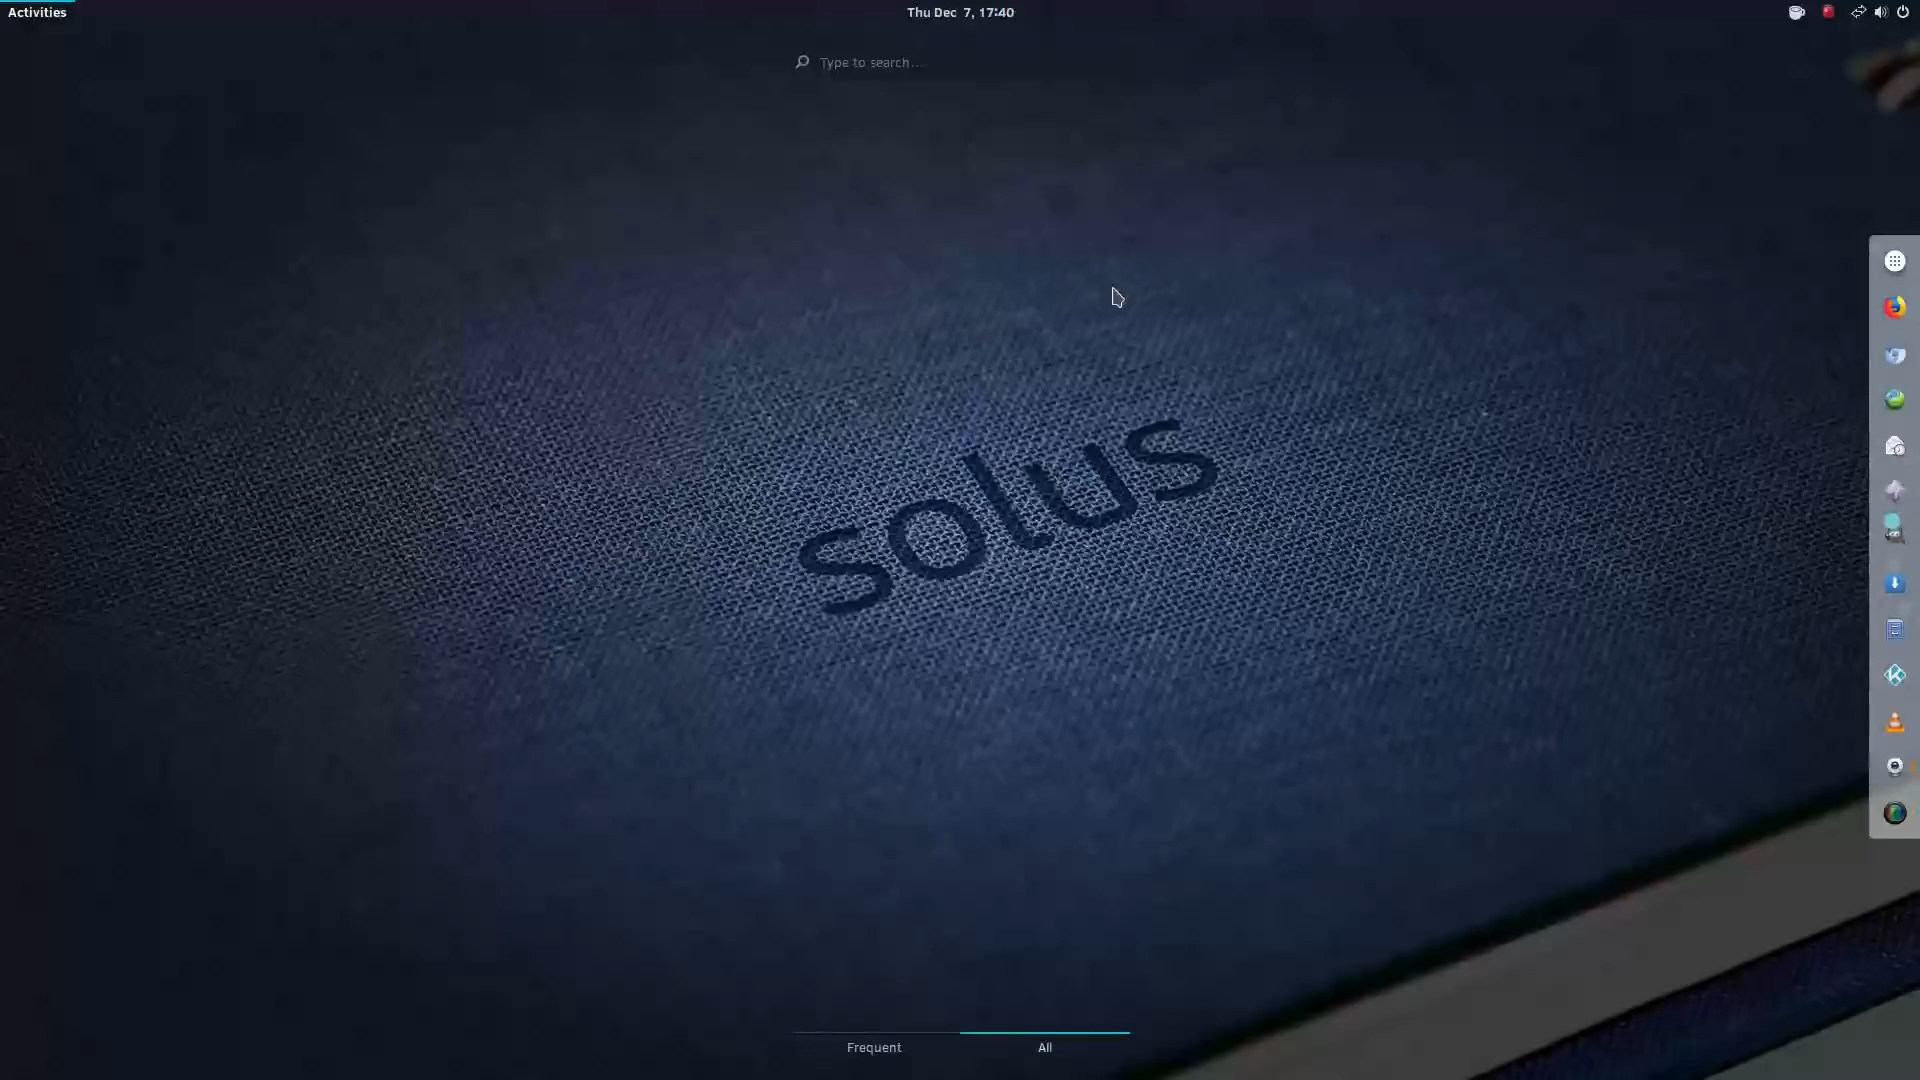 Activities
Thu Dec 7, 17:40
Type to search...
solus
Frequent
All